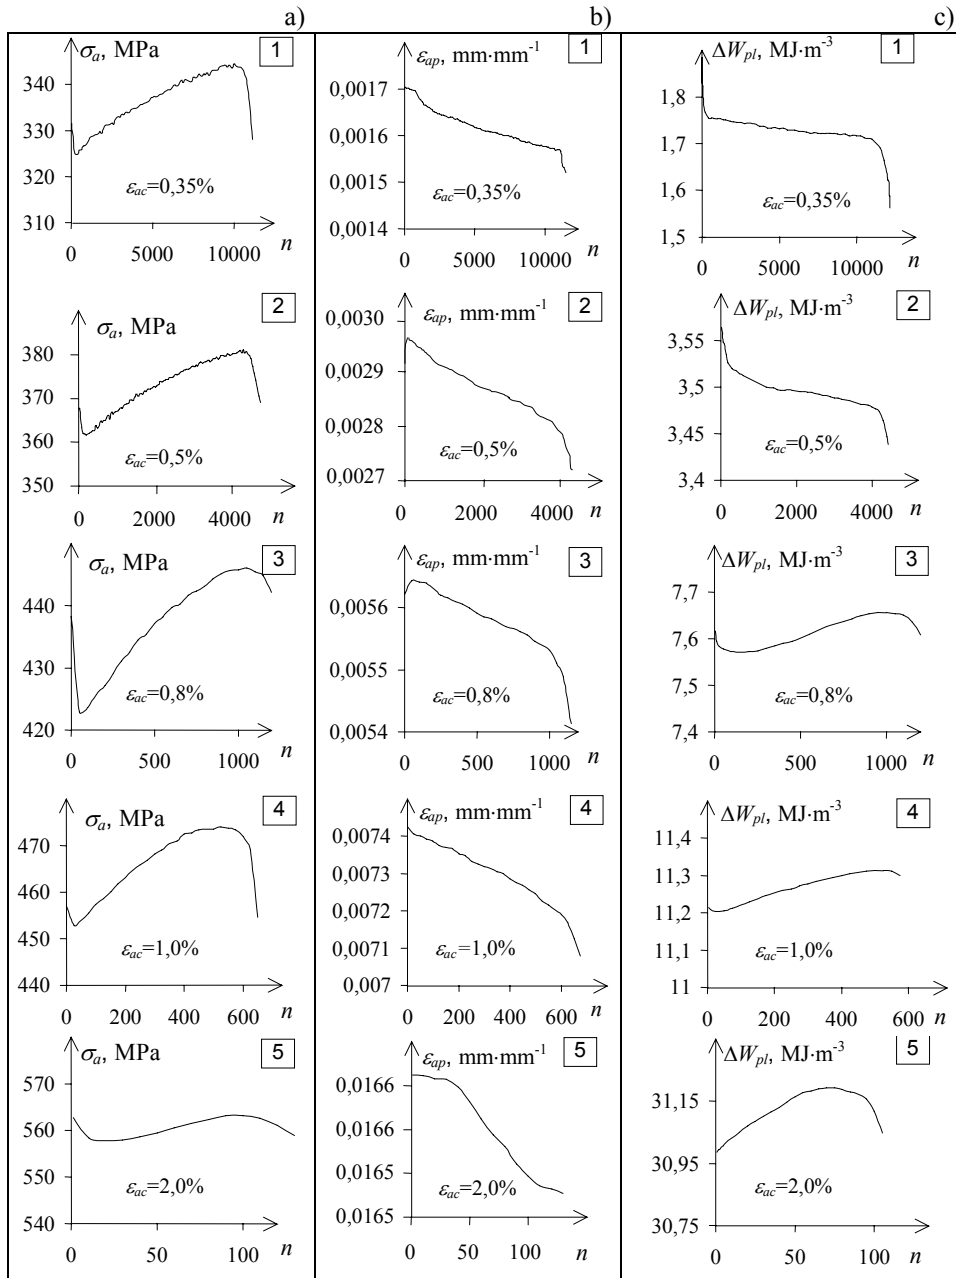 a) b) c)
σₐ, MPa 1
340
330
320
310
εac=0,35%
0 5000 10000 n
εap, mm·mm-1 1
0,0017
0,0016
0,0015
0,0014
εac=0,35%
0 5000 10000 n
ΔWpl, MJ·m-3 1
1,8
1,7
1,6
1,5
εac=0,35%
0 5000 10000 n
σₐ, MPa 2
380
370
360
350
εac=0,5%
0 2000 4000 n
εap, mm·mm-1 2
0,0030
0,0029
0,0028
0,0027
εac=0,5%
0 2000 4000 n
ΔWpl, MJ·m-3 2
3,55
3,5
3,45
3,4
εac=0,5%
0 2000 4000 n
σₐ, MPa 3
440
430
420
εac=0,8%
0 500 1000 n
εap, mm·mm-1 3
0,0056
0,0055
0,0054
εac=0,8%
0 500 1000 n
ΔWpl, MJ·m-3 3
7,7
7,6
7,5
7,4
εac=0,8%
0 500 1000 n
σₐ, MPa 4
470
460
450
440
εac=1,0%
0 200 400 600 n
εap, mm·mm-1 4
0,0074
0,0073
0,0072
0,0071
0,007
εac=1,0%
0 200 400 600 n
ΔWpl, MJ·m-3 4
11,4
11,3
11,2
11,1
11
εac=1,0%
0 200 400 600 n
σₐ, MPa 5
570
560
550
540
εac=2,0%
0 50 100 n
εap, mm·mm-1 5
0,0166
0,0166
0,0165
0,0165
εac=2,0%
0 50 100 n
ΔWpl, MJ·m-3 5
31,15
30,95
30,75
εac=2,0%
0 50 100 n